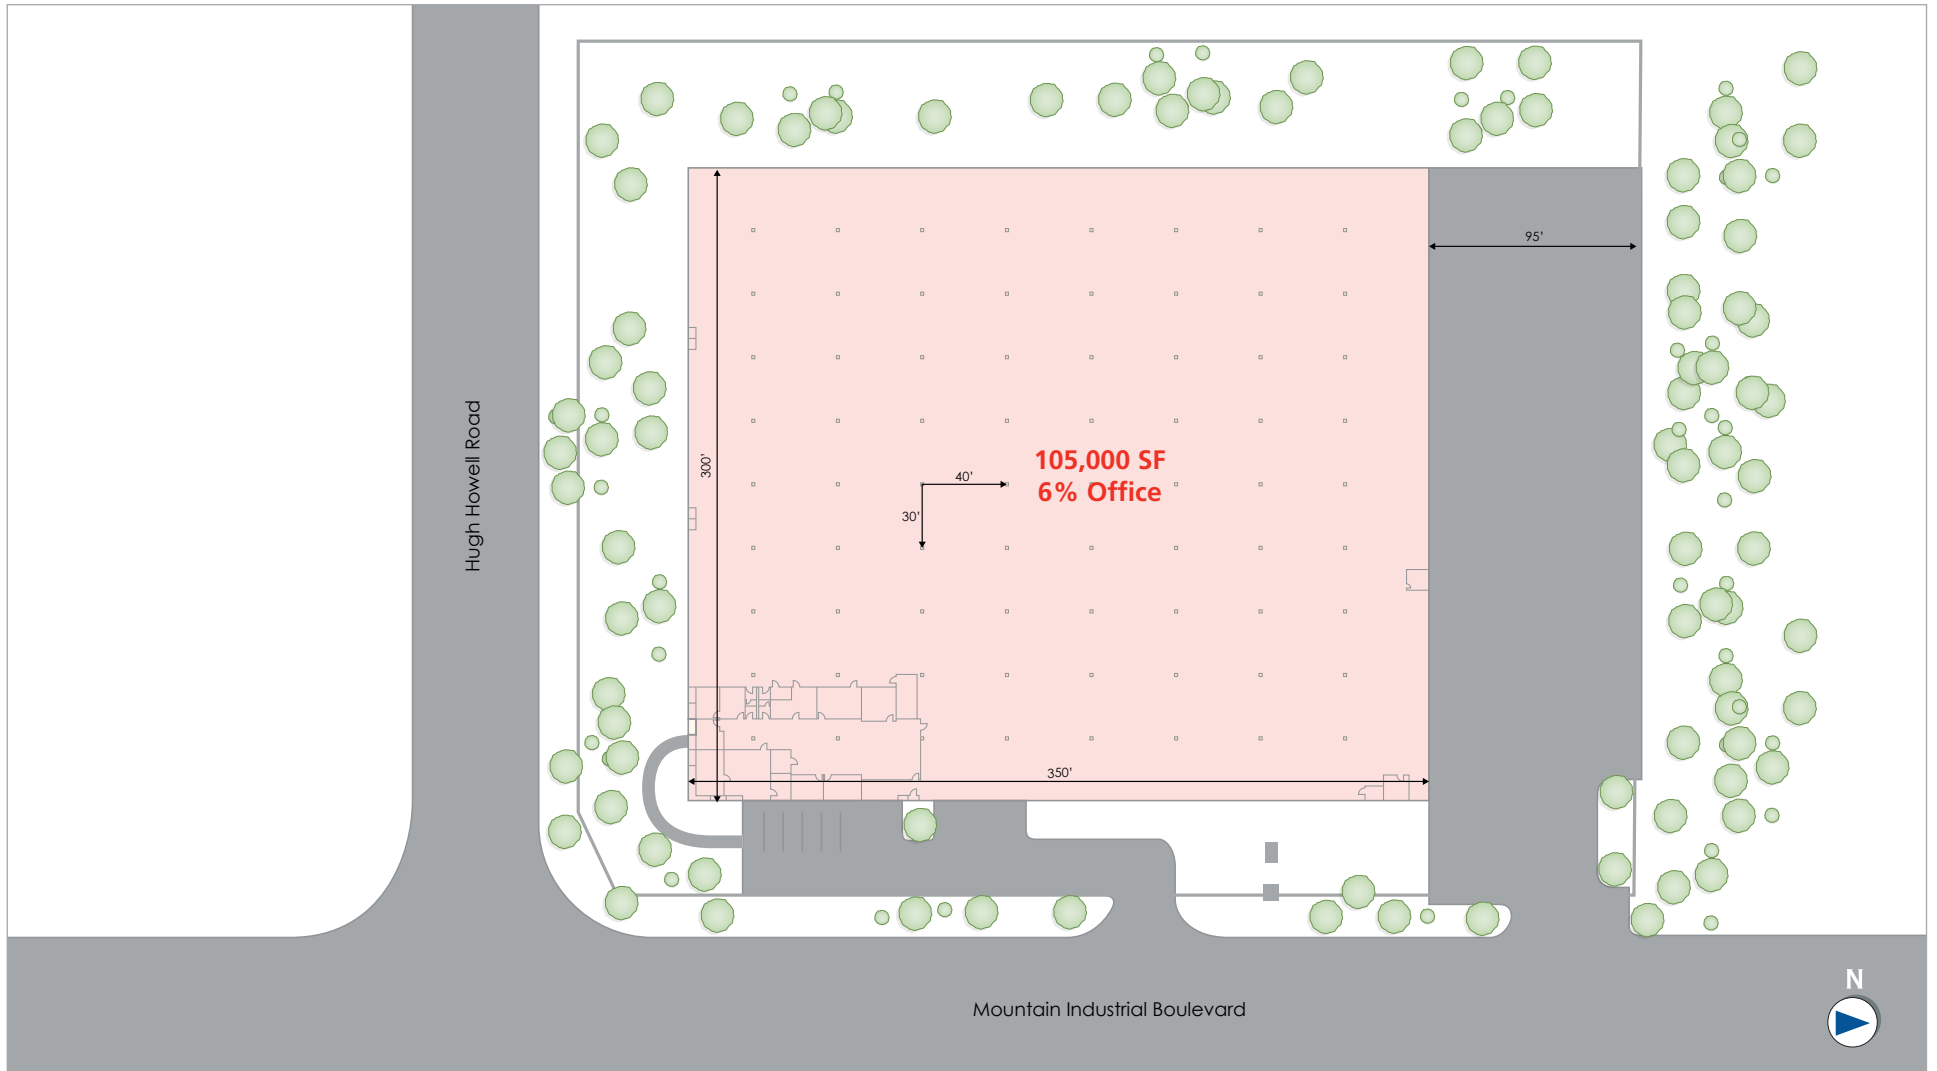 95'
Hugh Howell Road
300'
105,000 SF
6% Office
40'
30'
350'
N
Mountain Industrial Boulevard